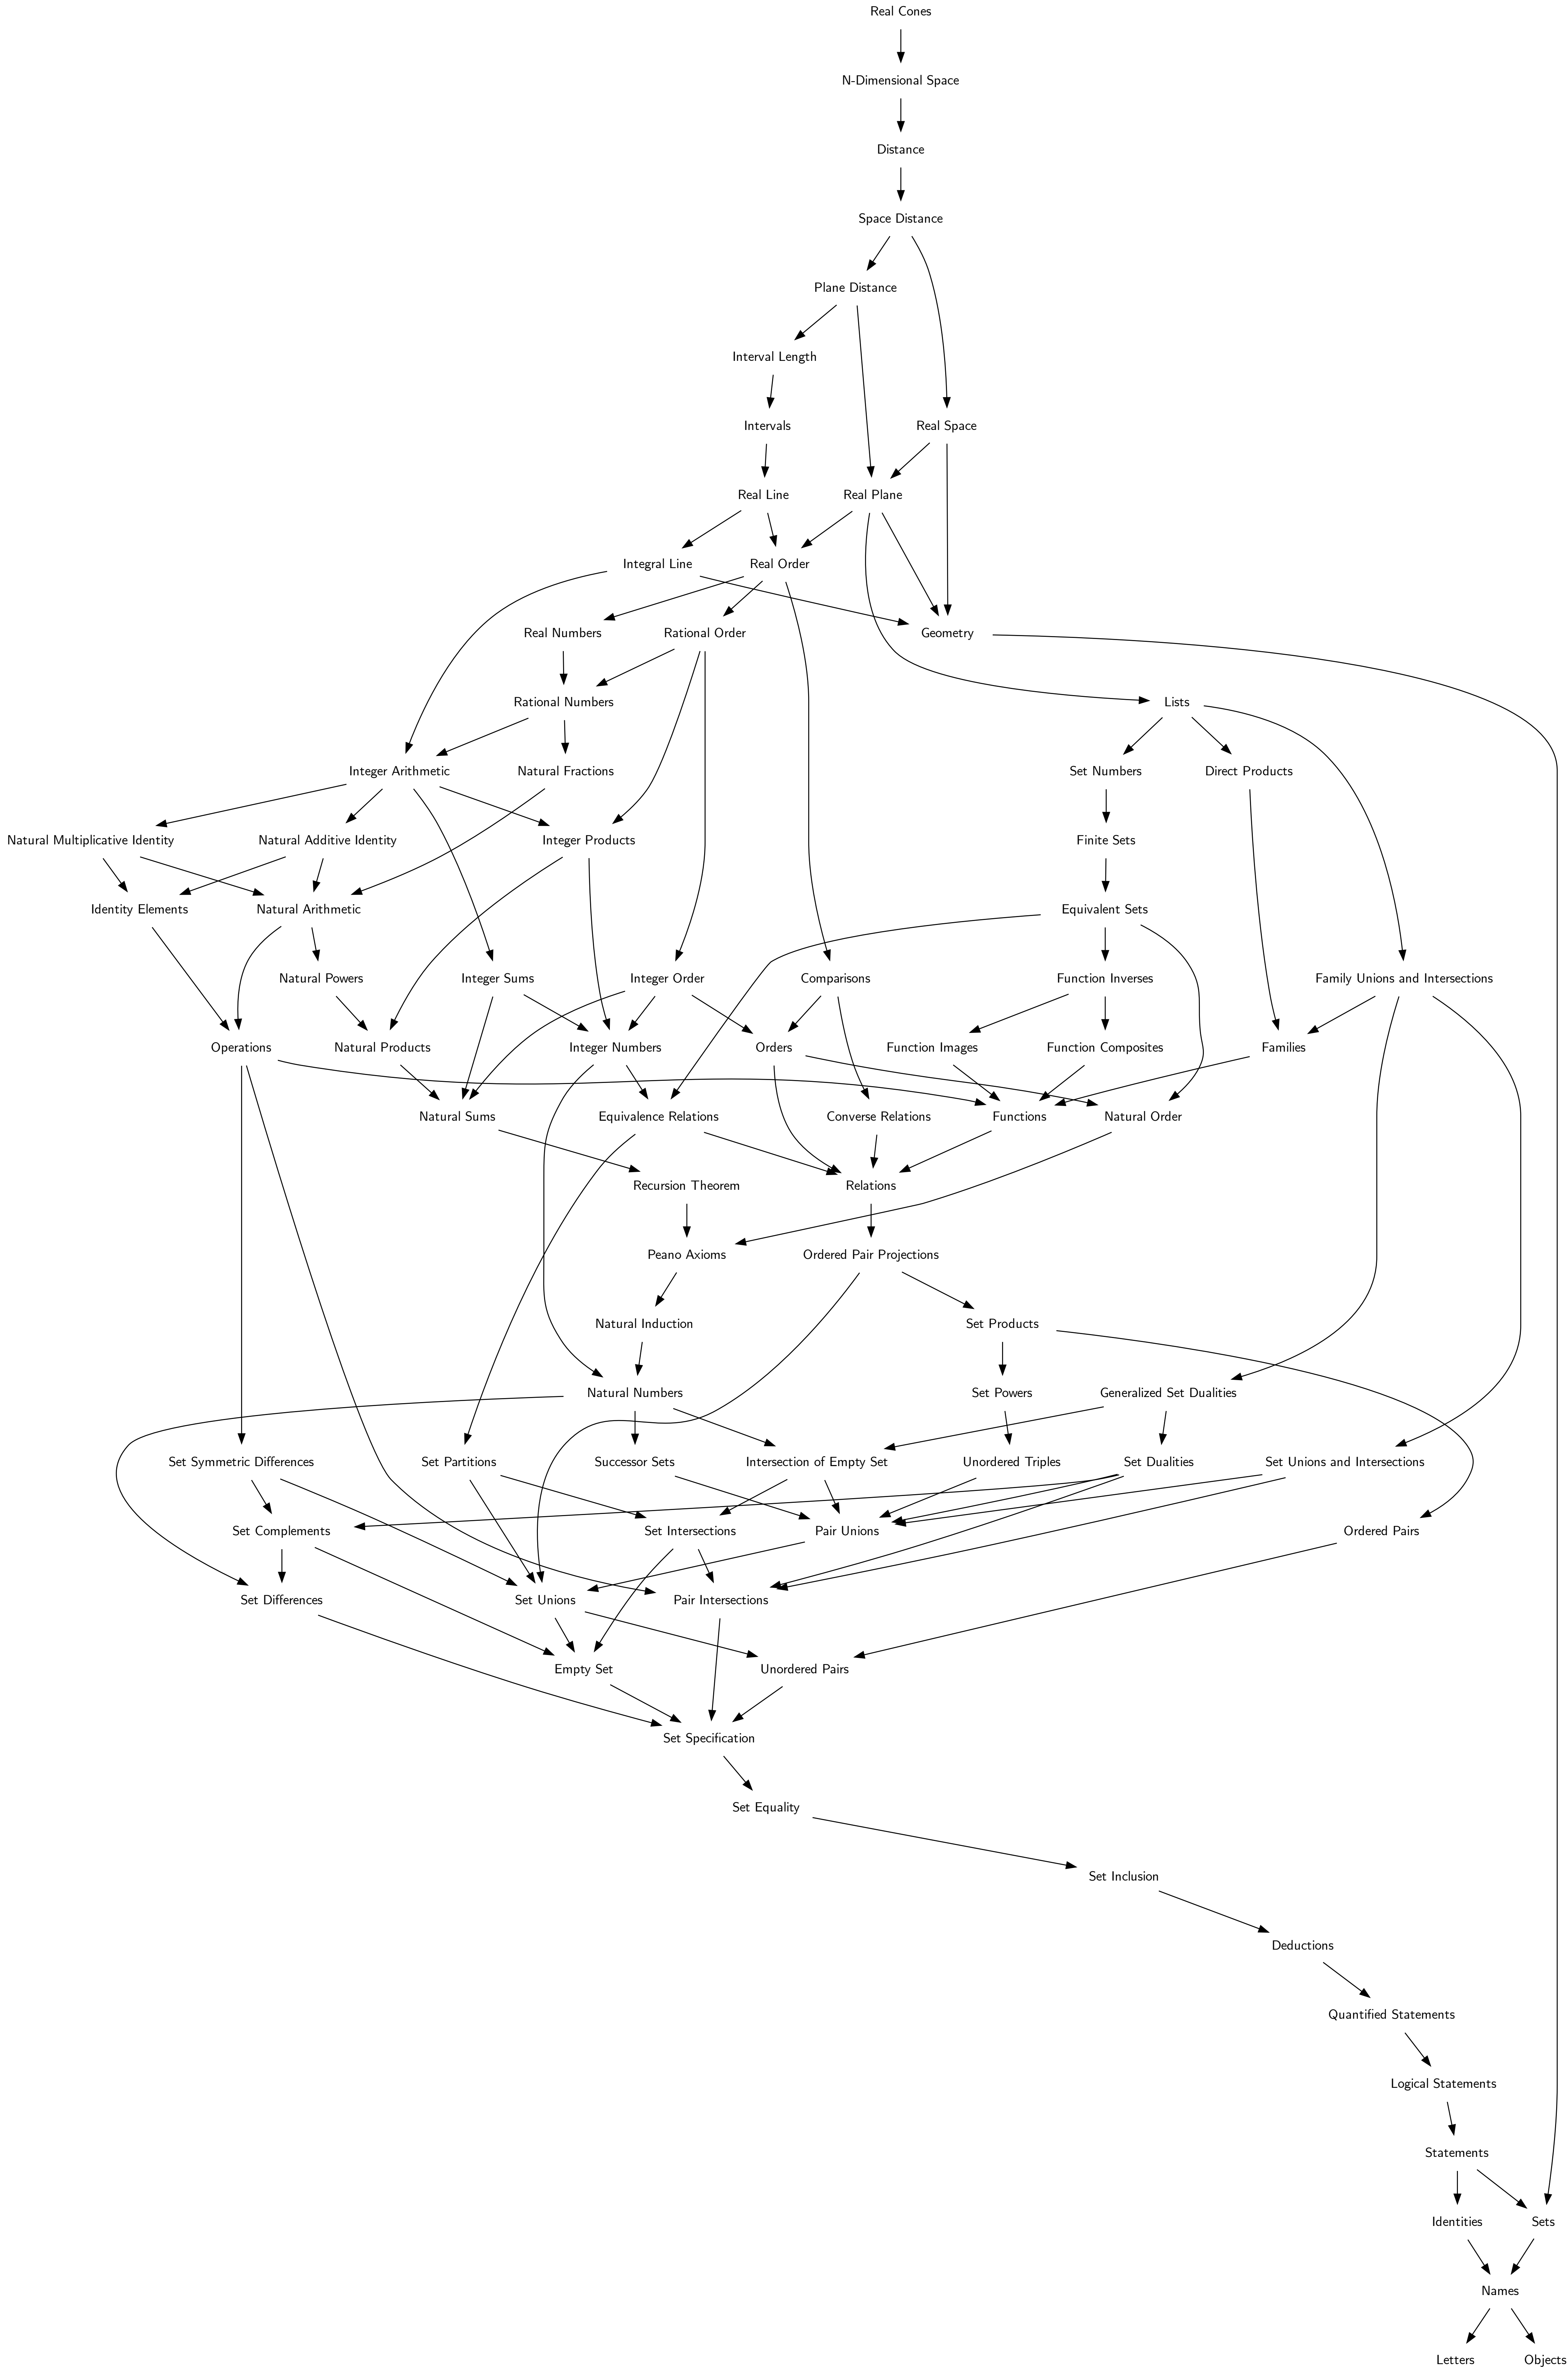 Real Cones
N-Dimensional Space
Distance
Space Distance
Plane Distance
Interval Length
Intervals
Real Space
Real Line
Real Plane
Integral Line
Real Order
Real Numbers
Rational Order
Geometry
Rational Numbers
Lists
Integer Arithmetic
Natural Fractions
Set Numbers
Direct Products
Natural Multiplicative Identity
Natural Additive Identity
Integer Products
Finite Sets
Identity Elements
Natural Arithmetic
Equivalent Sets
Natural Powers
Integer Sums
Integer Order
Comparisons
Function Inverses
Family Unions and Intersections
Operations
Natural Products
Integer Numbers
Orders
Function Images
Function Composites
Families
Natural Sums
Equivalence Relations
Converse Relations
Functions
Natural Order
Recursion Theorem
Relations
Peano Axioms
Ordered Pair Projections
Natural Induction
Set Products
Natural Numbers
Set Powers
Generalized Set Dualities
Set Symmetric Differences
Set Partitions
Successor Sets
Intersection of Empty Set
Unordered Triples
Set Dualities
Set Unions and Intersections
Set Complements
Set Intersections
Pair Unions
Ordered Pairs
Set Differences
Set Unions
Pair Intersections
Empty Set
Unordered Pairs
Set Specification
Set Equality
Set Inclusion
Deductions
Quantified Statements
Logical Statements
Statements
Identities
Sets
Names
Letters
Objects